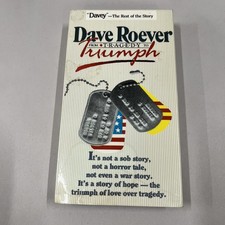 "Davey"—The Rest of the Story
Dave Roever
FROM TRAGEDY TO
Triumph
It's not a sob story,
not a horror tale,
not even a war story.
It's a story of hope — the
triumph of love over tragedy.